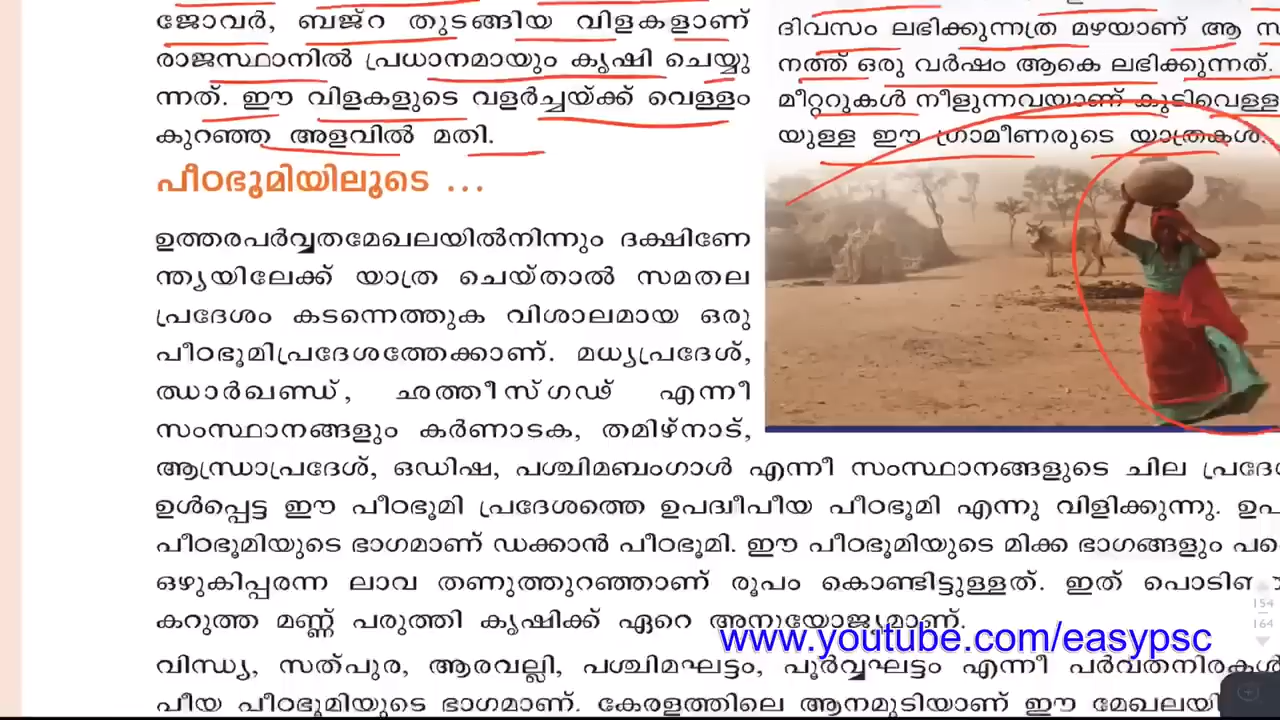 ജോവർ, ബജ്റ തുടങ്ങിയ വിളകളാണ്
രാജസ്ഥാനിൽ പ്രധാനമായും കൃഷി ചെയ്യു
ന്നത്. ഈ വിളകളുടെ വളർച്ചയ്ക്ക് വെള്ളം
കുറഞ്ഞ അളവിൽ മതി.
ദിവസം ലഭിക്കുന്നത്ര മഴയാണ് ആ
നത്ത് ഒരു വർഷം ആകെ ലഭിക്കുന്നത്.
മീറ്ററുകൾ നീളുന്നവയാണ് കുടിവെള്ള
യുള്ള ഈ ഗ്രാമീണരുടെ യാത്രകൾ.
പീഠഭൂമിയിലൂടെ ...
ഉത്തരപർവ്വതമേഖലയിൽനിന്നും ദക്ഷിണേ
ന്ത്യയിലേക്ക് യാത്ര ചെയ്താൽ സമതല
പ്രദേശം കടന്നെത്തുക വിശാലമായ ഒരു
പീഠഭൂമിപ്രദേശത്തേക്കാണ്. മധ്യപ്രദേശ്,
ഝാർഖണ്ഡ്, ഛത്തീസ്ഗഢ് എന്നീ
സംസ്ഥാനങ്ങളും കർണാടക, തമിഴ്നാട്,
ആന്ധ്രാപ്രദേശ്, ഒഡിഷ, പശ്ചിമബംഗാൾ എന്നീ സംസ്ഥാനങ്ങളുടെ ചില പ്രദേ
ഉൾപ്പെട്ട ഈ പീഠഭൂമി പ്രദേശത്തെ ഉപദ്വീപീയ പീഠഭൂമി എന്നു വിളിക്കുന്നു. ഉപ
പീഠഭൂമിയുടെ ഭാഗമാണ് ഡക്കാൻ പീഠഭൂമി. ഈ പീഠഭൂമിയുടെ മിക്ക ഭാഗങ്ങളും
ഒഴുകിപ്പരന്ന ലാവ തണുത്തുറഞ്ഞാണ് രൂപം കൊണ്ടിട്ടുള്ളത്. ഇത്
കറുത്ത മണ്ണ് പരുത്തി കൃഷിക്ക് ഏറെ അനുയോജ്യമാണ്.
www.youtube.com/easypsc
വിന്ധ്യ, സത്പുര, ആരവല്ലി, പശ്ചിമഘട്ടം, പൂർവ്വഘട്ടം എന്നീ പർവതനിരകൾ
പീയ പീഠഭൂമിയുടെ ഭാഗമാണ്. കേരളത്തിലെ ആനമുടിയാണ് ഈ മേഖലയി
154
164